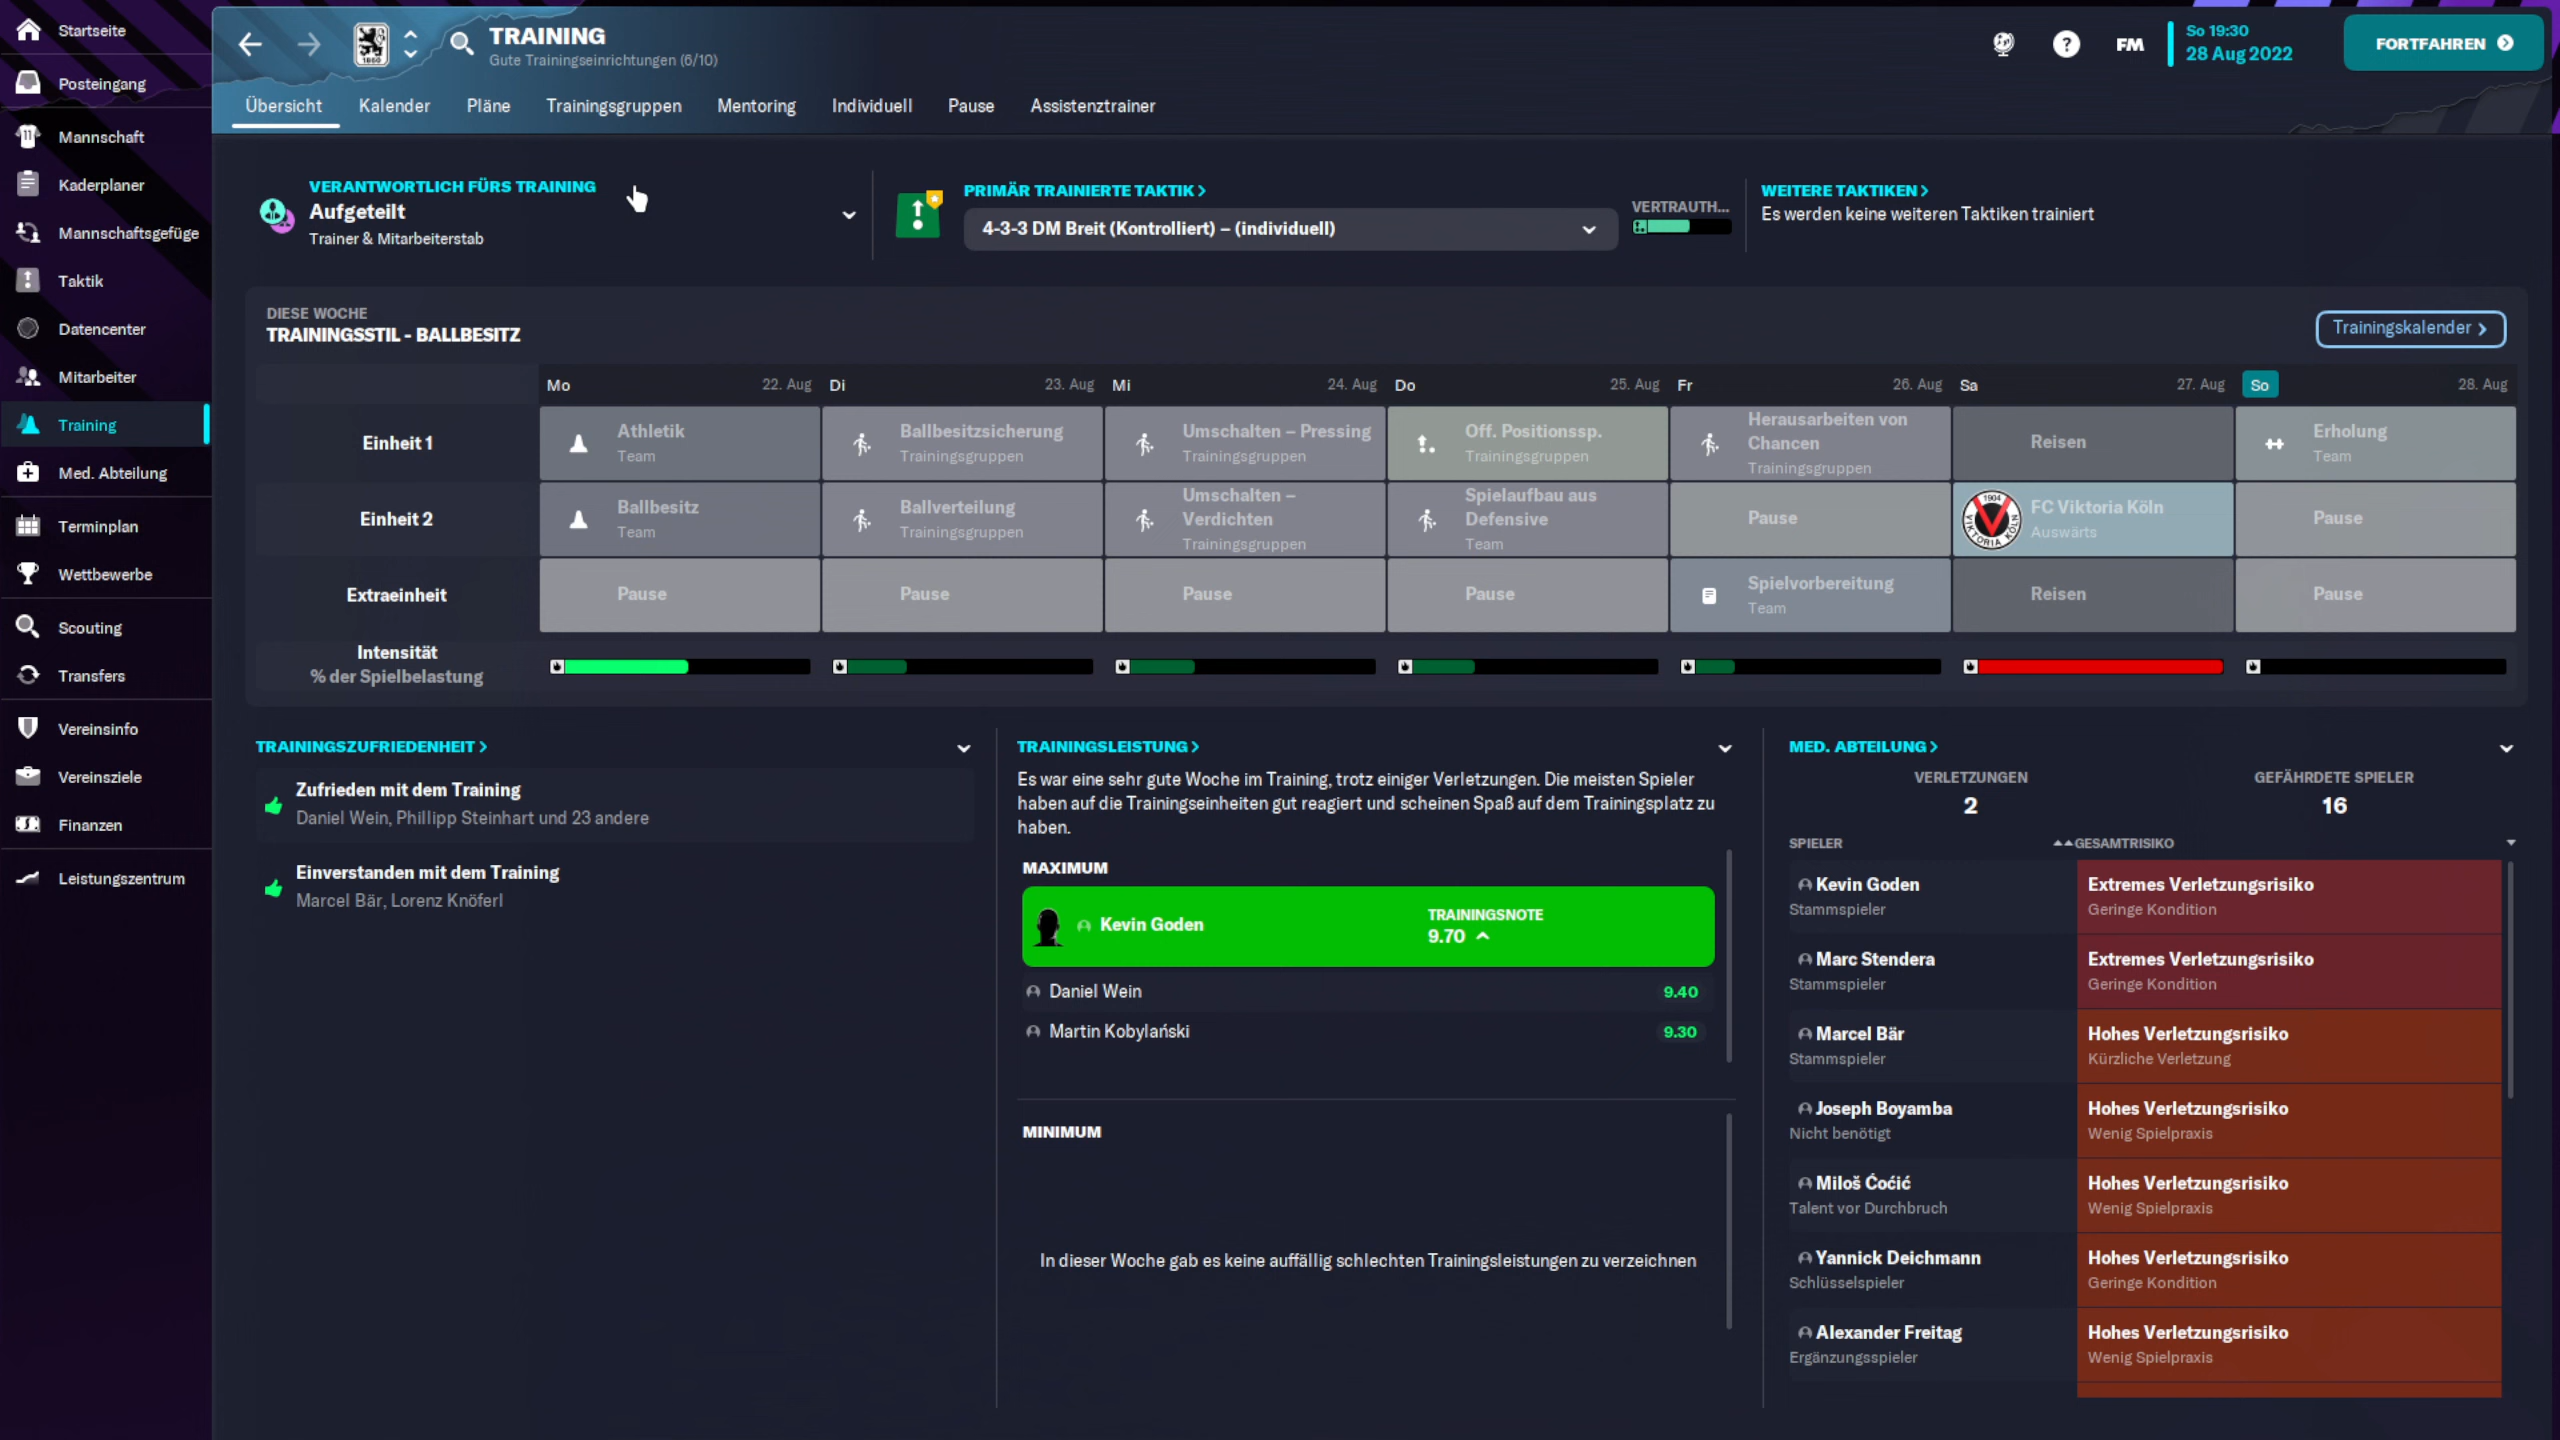 Startseite
Posteingang
Mannschaft
Kaderplaner
Mannschaftsgefüge
Taktik
Datencenter
Mitarbeiter
Training
Med. Abteilung
Terminplan
Wettbewerbe
Scouting
Transfers
Vereinsinfo
Vereinsziele
Finanzen
Leistungszentrum
1860
TRAINING
Gute Trainingseinrichtungen (6/10)
?
FM
So 19:30
28 Aug 2022
FORTFAHREN
Übersicht Kalender Pläne Trainingsgruppen Mentoring Individuell Pause Assistenztrainer
VERANTWORTLICH FÜRS TRAINING
Aufgeteilt
Trainer & Mitarbeiterstab
PRIMÄR TRAINIERTE TAKTIK >
4-3-3 DM Breit (Kontrolliert) – (individuell)
VERTRAUTH...
WEITERE TAKTIKEN >
Es werden keine weiteren Taktiken trainiert
DIESE WOCHE
TRAININGSSTIL - BALLBESITZ
Trainingskalender >
Mo 22. Aug Di 23. Aug Mi 24. Aug Do 25. Aug Fr 26. Aug Sa 27. Aug So 28. Aug
Einheit 1
Athletik
Team
Ballbesitzsicherung
Trainingsgruppen
Umschalten – Pressing
Trainingsgruppen
Off. Positionssp.
Trainingsgruppen
Herausarbeiten von
Chancen
Trainingsgruppen
Reisen
Erholung
Team
Einheit 2
Ballbesitz
Team
Ballverteilung
Trainingsgruppen
Umschalten –
Verdichten
Trainingsgruppen
Spielaufbau aus
Defensive
Team
Pause
1904
VIKTORIA KÖLN
FC Viktoria Köln
Auswärts
Pause
Extraeinheit
Pause
Pause
Pause
Pause
Spielvorbereitung
Team
Reisen
Pause
Intensität
% der Spielbelastung
TRAININGSZUFRIEDENHEIT >
Zufrieden mit dem Training
Daniel Wein, Phillipp Steinhart und 23 andere
Einverstanden mit dem Training
Marcel Bär, Lorenz Knöferl
TRAININGSLEISTUNG >
Es war eine sehr gute Woche im Training, trotz einiger Verletzungen. Die meisten Spieler
haben auf die Trainingseinheiten gut reagiert und scheinen Spaß auf dem Trainingsplatz zu
haben.
MAXIMUM
Kevin Goden
TRAININGSNOTE
9.70
Daniel Wein 9.40
Martin Kobylański 9.30
MINIMUM
In dieser Woche gab es keine auffällig schlechten Trainingsleistungen zu verzeichnen
MED. ABTEILUNG >
VERLETZUNGEN
2
GEFÄHRDETE SPIELER
16
SPIELER GESAMTRISIKO
Kevin Goden Extremes Verletzungsrisiko
Stammspieler Geringe Kondition
Marc Stendera Extremes Verletzungsrisiko
Stammspieler Geringe Kondition
Marcel Bär Hohes Verletzungsrisiko
Stammspieler Kürzliche Verletzung
Joseph Boyamba Hohes Verletzungsrisiko
Nicht benötigt Wenig Spielpraxis
Miloš Ćoćić Hohes Verletzungsrisiko
Talent vor Durchbruch Wenig Spielpraxis
Yannick Deichmann Hohes Verletzungsrisiko
Schlüsselspieler Geringe Kondition
Alexander Freitag Hohes Verletzungsrisiko
Ergänzungsspieler Wenig Spielpraxis